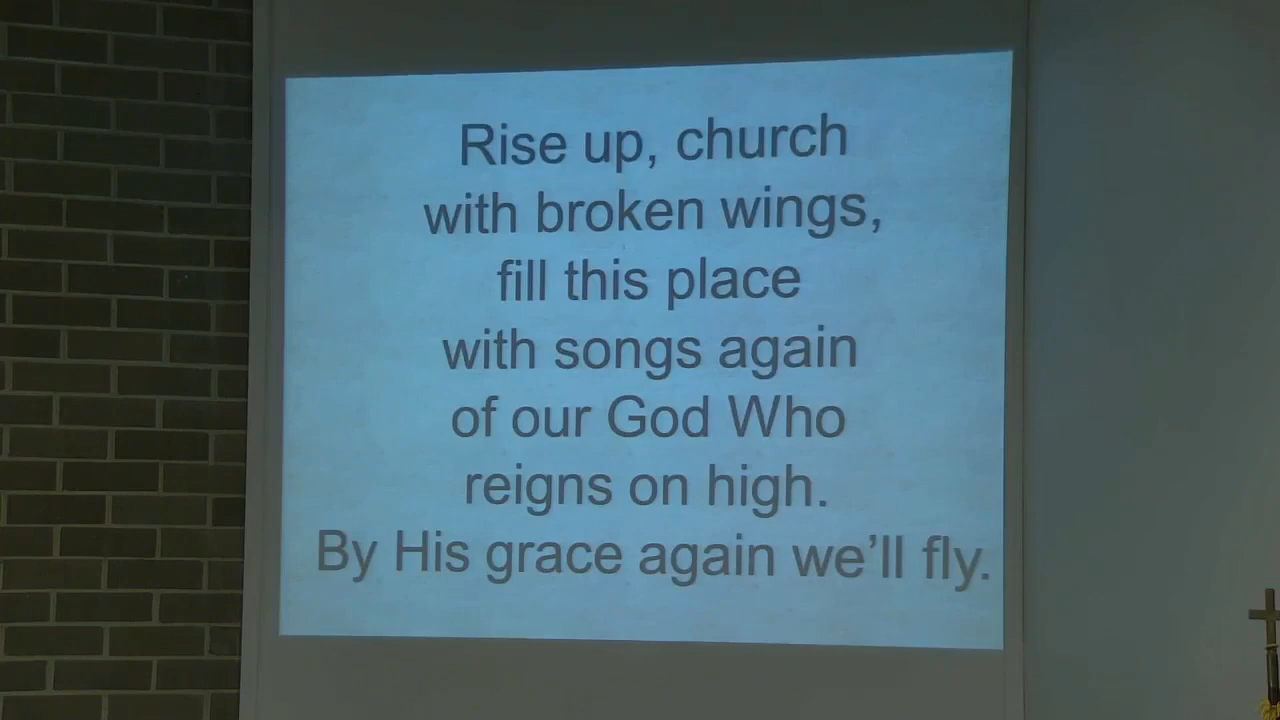 Rise up, church
with broken wings,
fill this place
with songs again
of our God Who
reigns on high.
By His grace again we’ll fly.